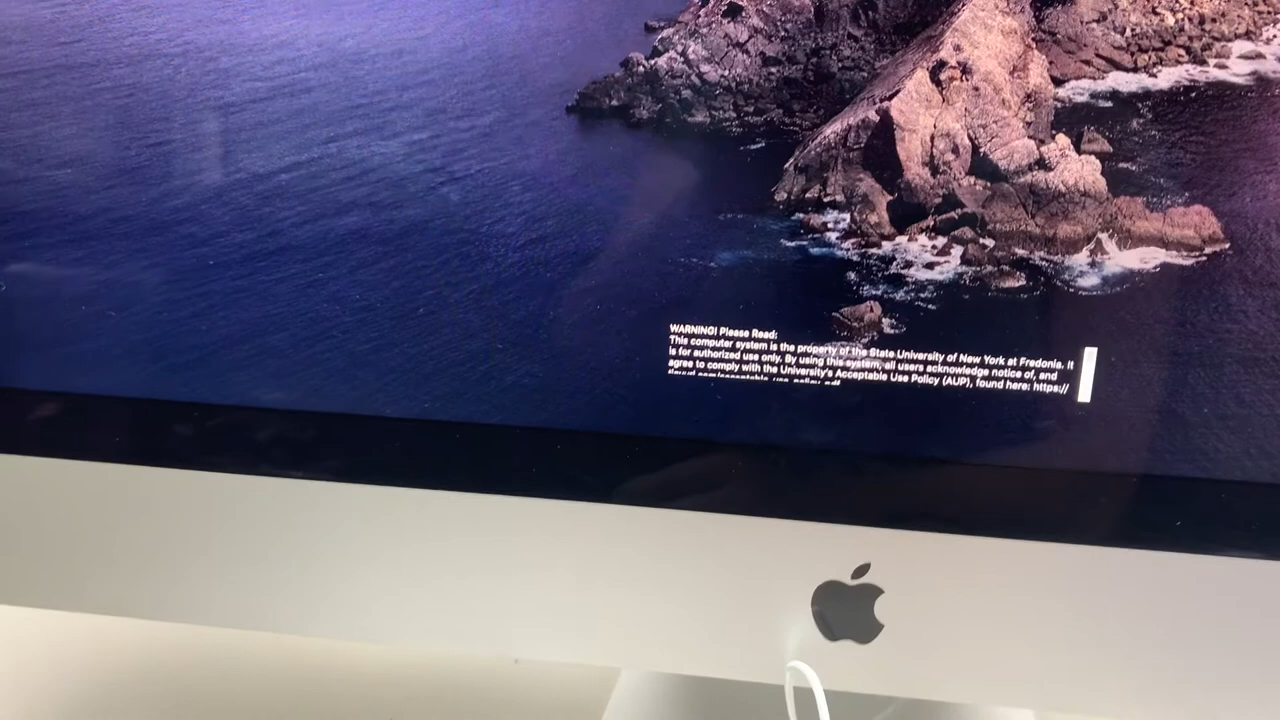 WARNING! Please Read:
This computer system is the property of the State University of New York at Fredonia. It
is for authorized use only. By using this system, all users acknowledge notice of, and
agree to comply with the University's Acceptable Use Policy (AUP), found here: https://